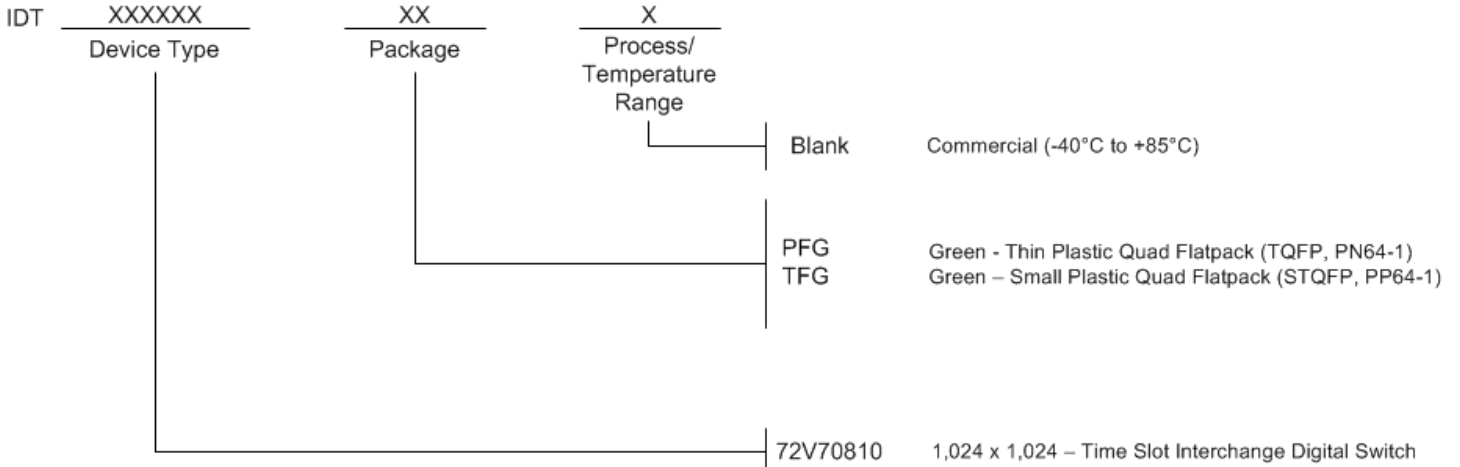 IDT XXXXXX XX X
Device Type Package Process/
Temperature
Range
Blank Commercial (-40°C to +85°C)
PFG Green - Thin Plastic Quad Flatpack (TQFP, PN64-1)
TFG Green – Small Plastic Quad Flatpack (STQFP, PP64-1)
72V70810 1,024 x 1,024 – Time Slot Interchange Digital Switch